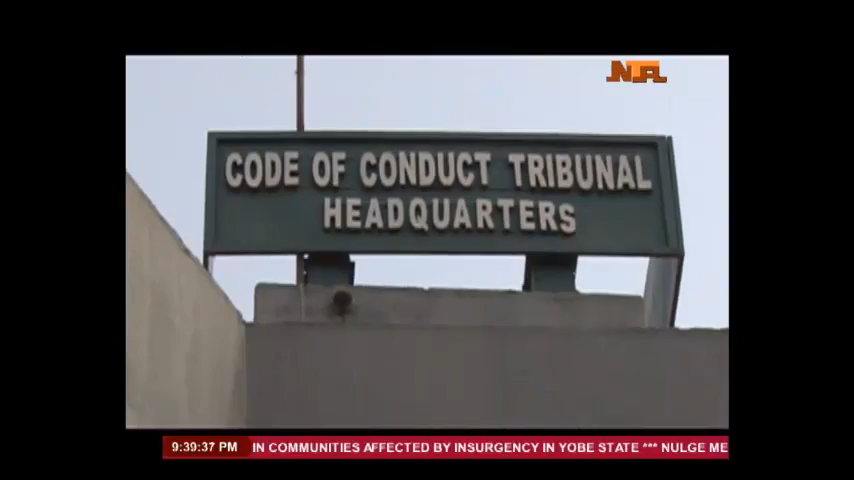 NTA
CODE OF CONDUCT TRIBUNAL
HEADQUARTERS
9:39:37 PM IN COMMUNITIES AFFECTED BY INSURGENCY IN YOBE STATE *** NULGE ME